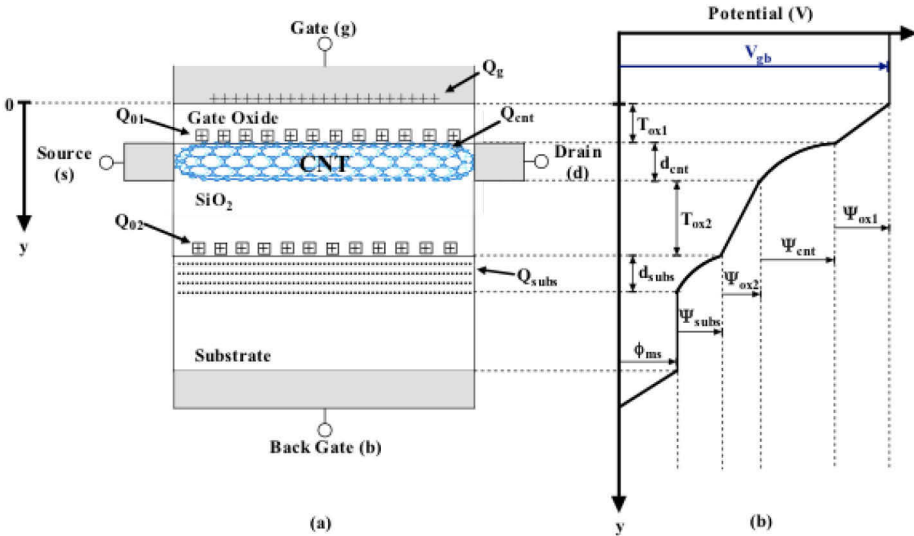 Potential (V)
Gate (g)
V_gb
Q_g
0
Gate Oxide
Q_01
Q_cnt
T_ox1
Source
(s)
CNT
Drain
(d)
d_cnt
SiO₂
T_ox2
Ψ_ox1
y
Q_02
Ψ_cnt
Q_subs
d_subs
Ψ_ox2
Ψ_subs
Substrate
ϕ_ms
Back Gate (b)
(a)
y
(b)